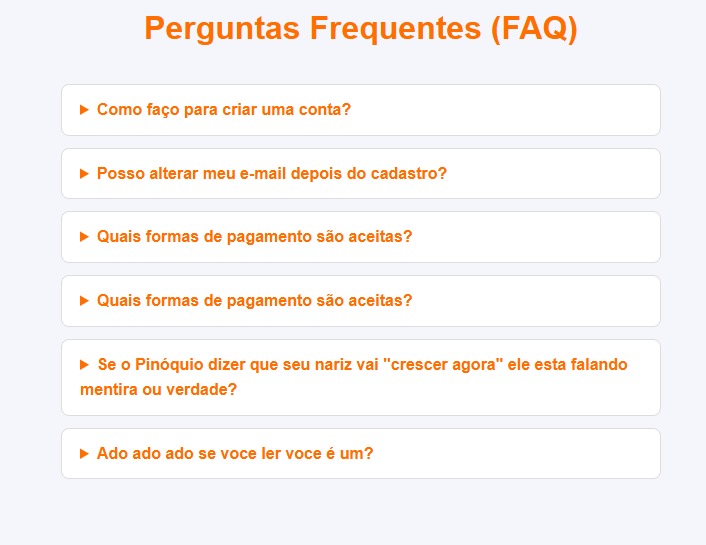 Perguntas Frequentes (FAQ)
Como faço para criar uma conta?
Posso alterar meu e-mail depois do cadastro?
Quais formas de pagamento são aceitas?
Quais formas de pagamento são aceitas?
Se o Pinóquio dizer que seu nariz vai "crescer agora" ele esta falando
mentira ou verdade?
Ado ado ado se voce ler voce é um?